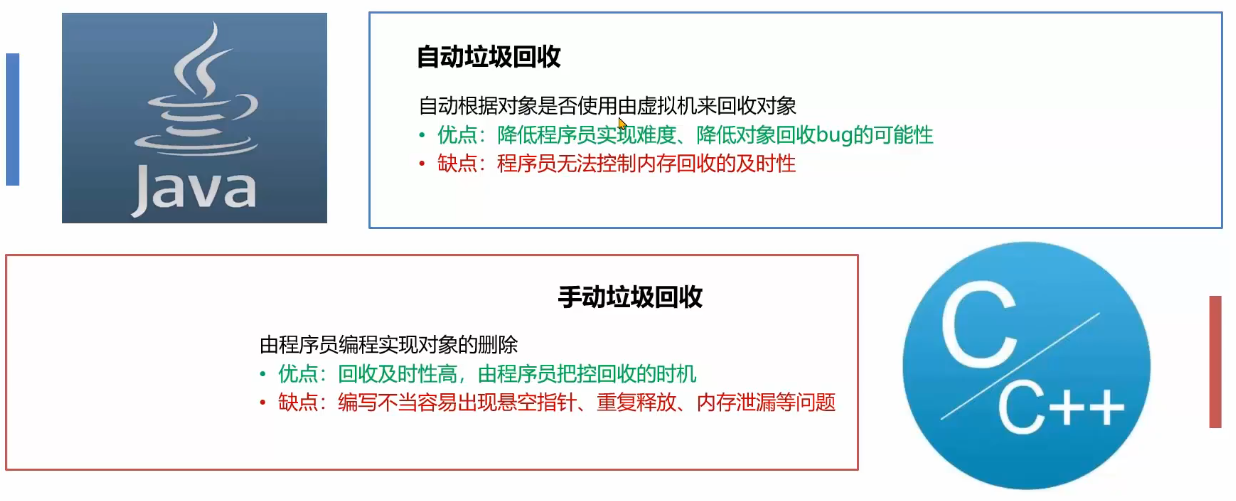 Java
自动垃圾回收
自动根据对象是否使用由虚拟机来回收对象
• 优点：降低程序员实现难度、降低对象回收bug的可能性
• 缺点：程序员无法控制内存回收的及时性
手动垃圾回收
由程序员编程实现对象的删除
• 优点：回收及时性高，由程序员把控回收的时机
• 缺点：编写不当容易出现悬空指针、重复释放、内存泄漏等问题
C
C++